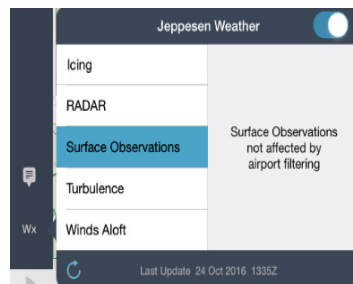 Jeppesen Weather
Icing
RADAR
Surface Observations
Turbulence
Winds Aloft
Surface Observations
not affected by
airport filtering
Wx
Last Update 24 Oct 2016 1335Z